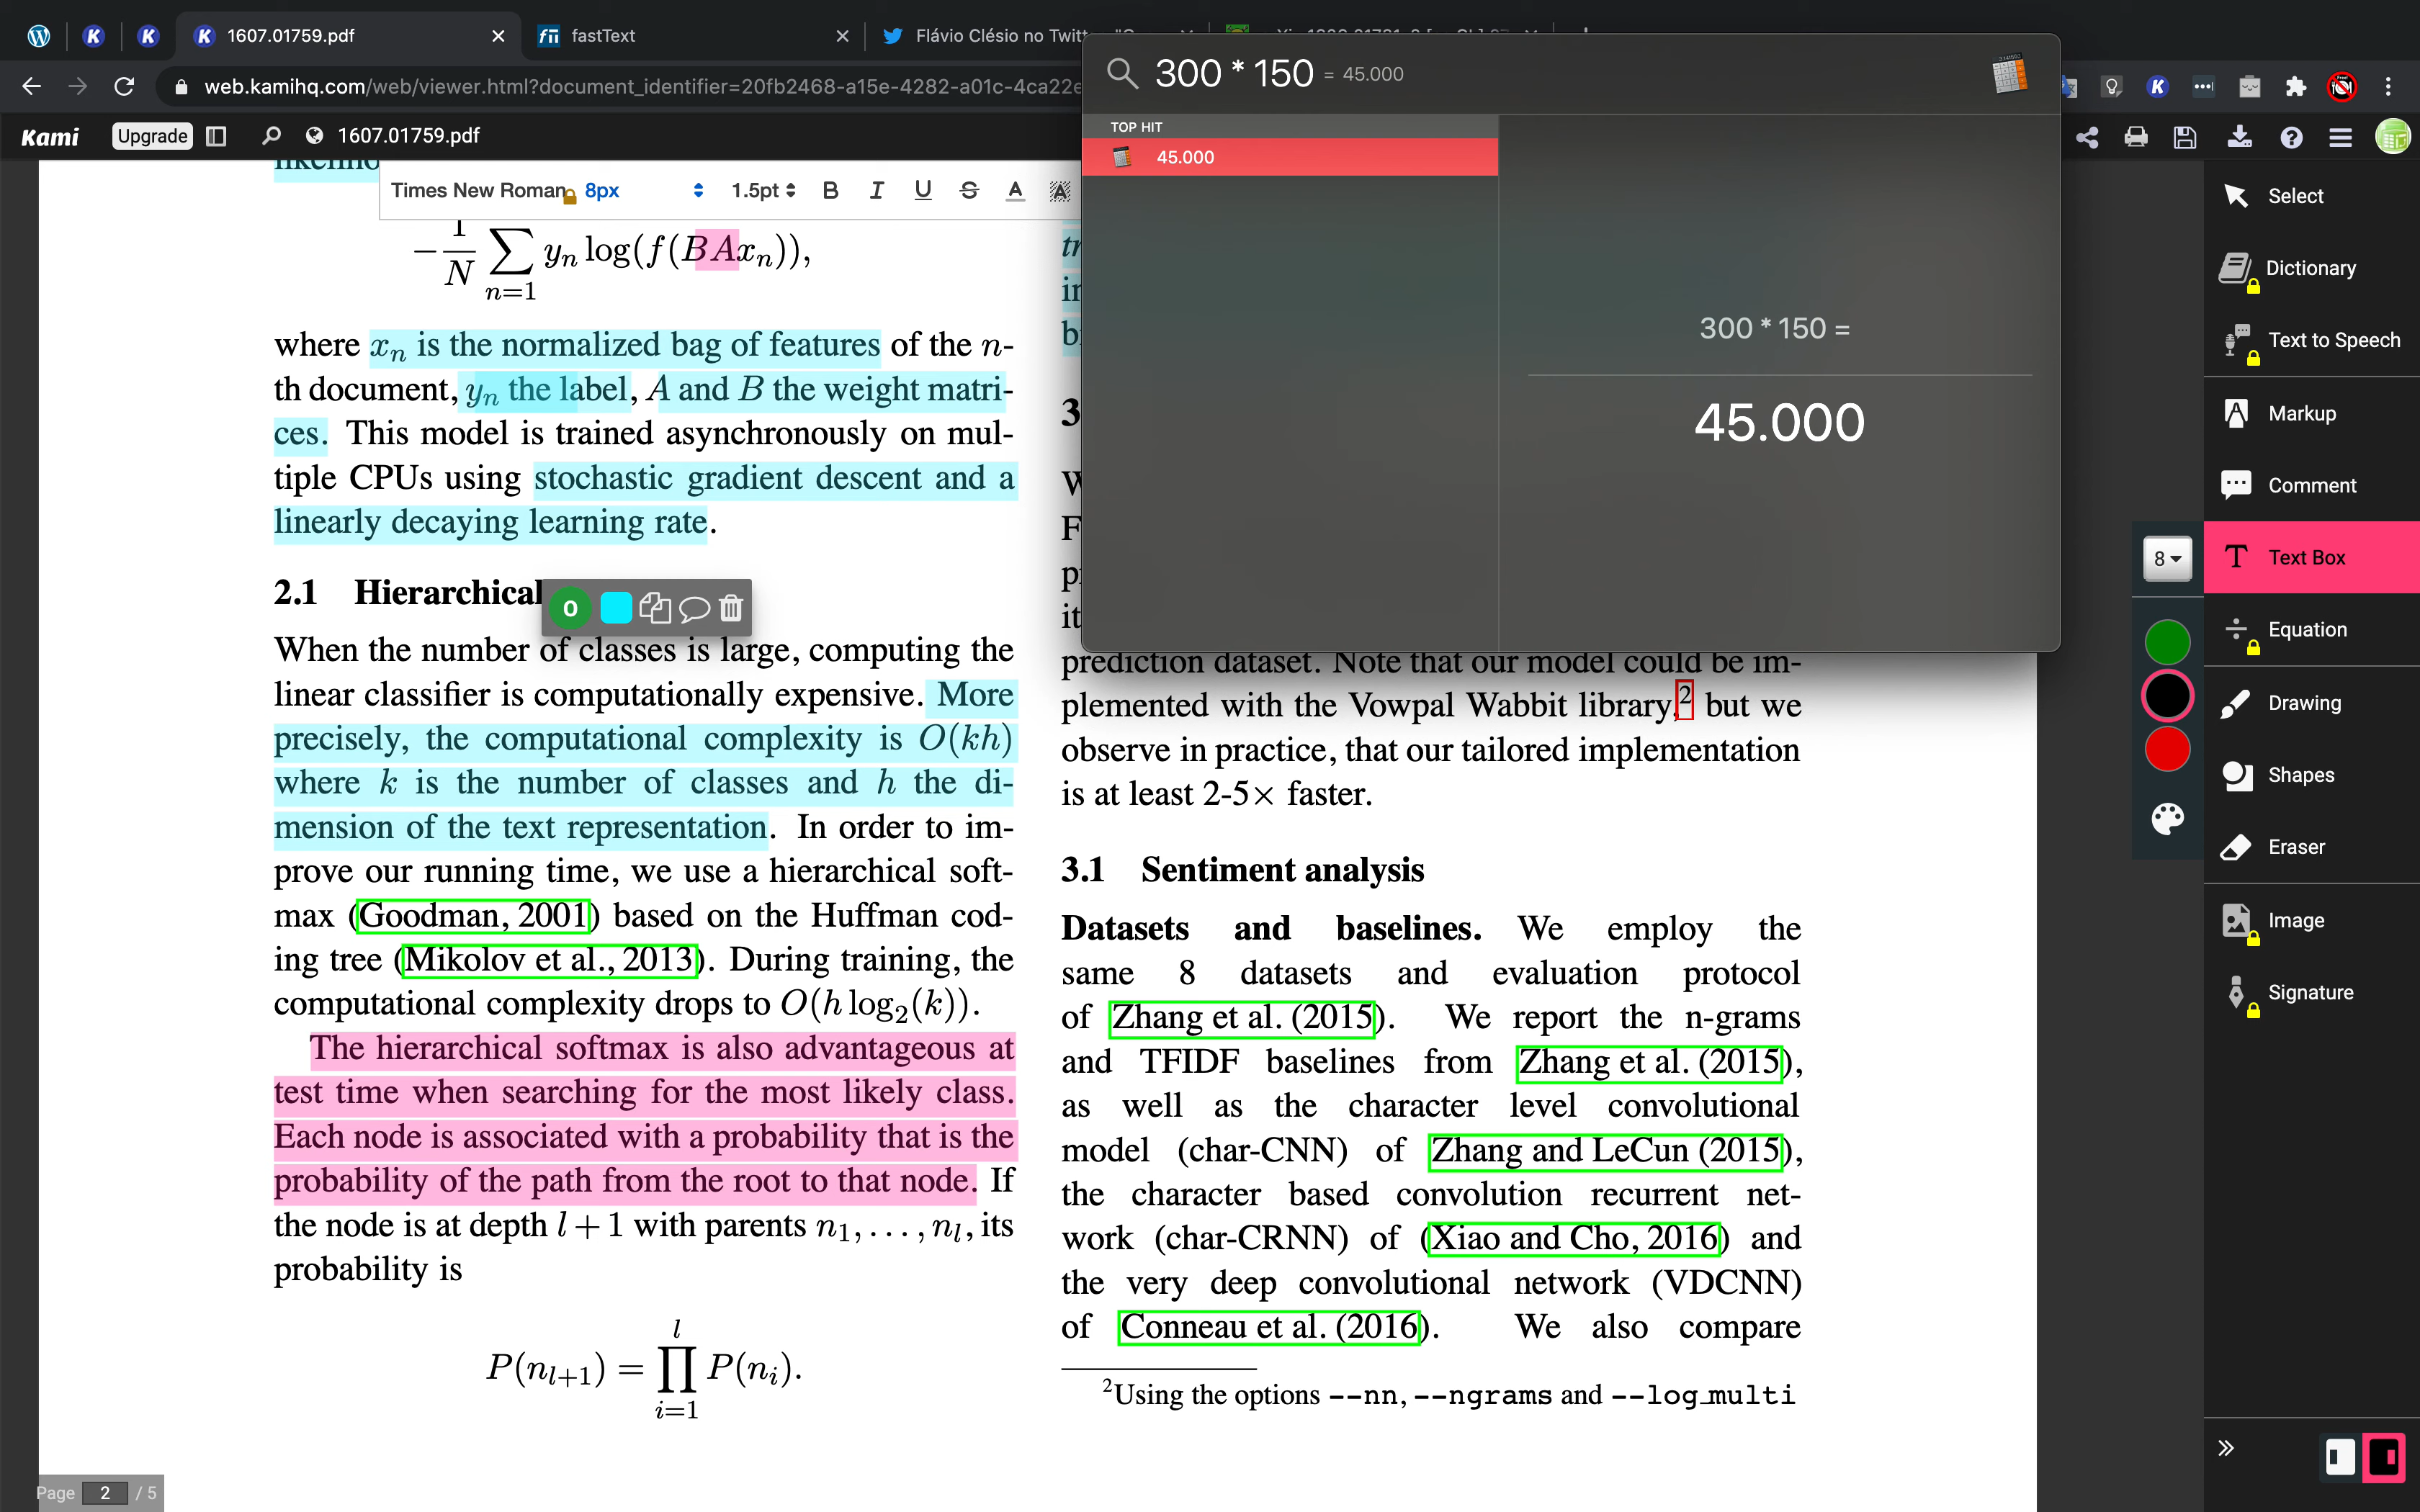 1607.01759.pdf
fastText
Flávio Clésio no Twitt
web.kamihq.com/web/viewer.html?document_identifier=20fb2468-a15e-4282-a01c-4ca22e
300 * 150 = 45.000
TOP HIT
45.000
300 * 150 =
45.000
Kami Upgrade 1607.01759.pdf
Times New Roman 8px 1.5pt B I U S A A
−1/N ∑ n=1 yₙ log(f(BAxₙ)),
where xₙ is the normalized bag of features of the n-
th document, yₙ the label, A and B the weight matri-
ces. This model is trained asynchronously on mul-
tiple CPUs using stochastic gradient descent and a
linearly decaying learning rate.
2.1 Hierarchical
o
When the number of classes is large, computing the
linear classifier is computationally expensive. More
precisely, the computational complexity is O(kh)
where k is the number of classes and h the di-
mension of the text representation. In order to im-
prove our running time, we use a hierarchical soft-
max (Goodman, 2001) based on the Huffman cod-
ing tree (Mikolov et al., 2013). During training, the
computational complexity drops to O(h log₂(k)).
The hierarchical softmax is also advantageous at
test time when searching for the most likely class.
Each node is associated with a probability that is the
probability of the path from the root to that node. If
the node is at depth l + 1 with parents n₁, . . . , nₗ, its
probability is
P(nₗ₊₁) = ∏ i=1 l P(nᵢ).
tr
in
b
3
W
F
p
it
prediction dataset. Note that our model could be im-
plemented with the Vowpal Wabbit library,² but we
observe in practice, that our tailored implementation
is at least 2-5× faster.
3.1 Sentiment analysis
Datasets and baselines. We employ the
same 8 datasets and evaluation protocol
of Zhang et al. (2015). We report the n-grams
and TFIDF baselines from Zhang et al. (2015),
as well as the character level convolutional
model (char-CNN) of Zhang and LeCun (2015),
the character based convolution recurrent net-
work (char-CRNN) of (Xiao and Cho, 2016) and
the very deep convolutional network (VDCNN)
of Conneau et al. (2016). We also compare
²Using the options --nn, --ngrams and --log_multi
8
Select
Dictionary
Text to Speech
Markup
Comment
Text Box
Equation
Drawing
Shapes
Eraser
Image
Signature
Page 2 / 5